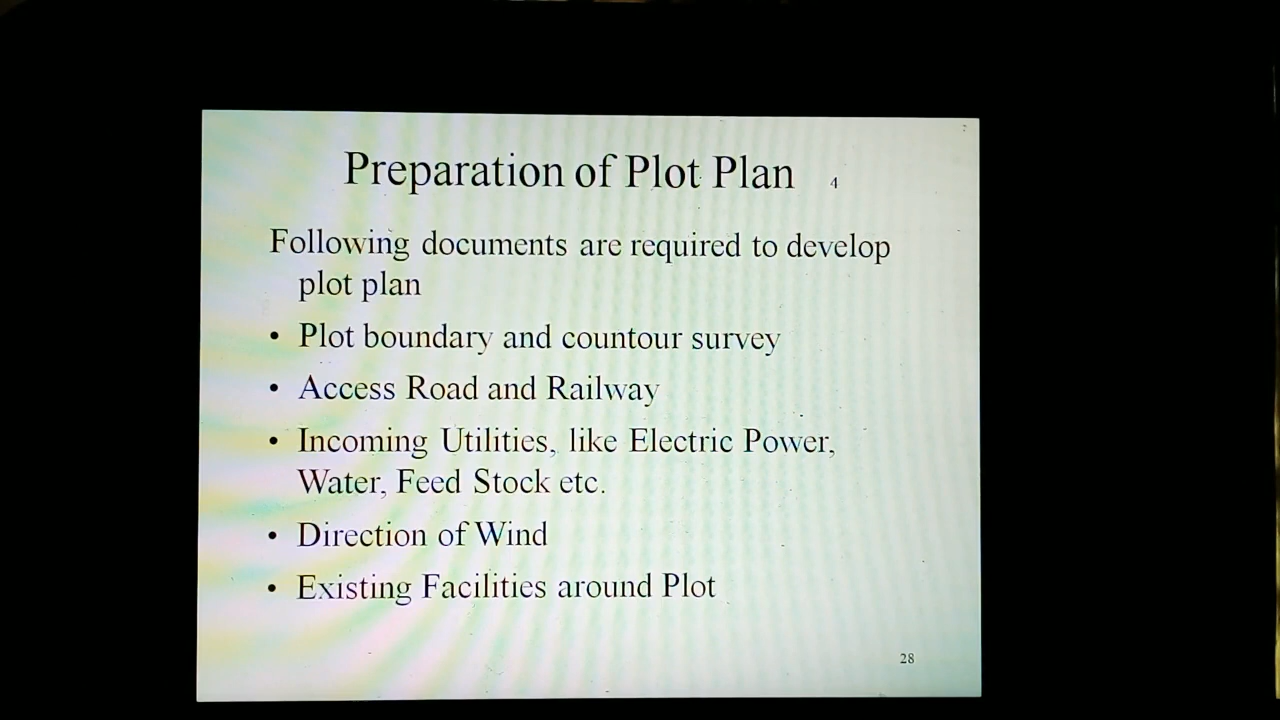 Preparation of Plot Plan 4
Following documents are required to develop
plot plan
• Plot boundary and countour survey
• Access Road and Railway
• Incoming Utilities, like Electric Power,
Water, Feed Stock etc.
• Direction of Wind
• Existing Facilities around Plot
28